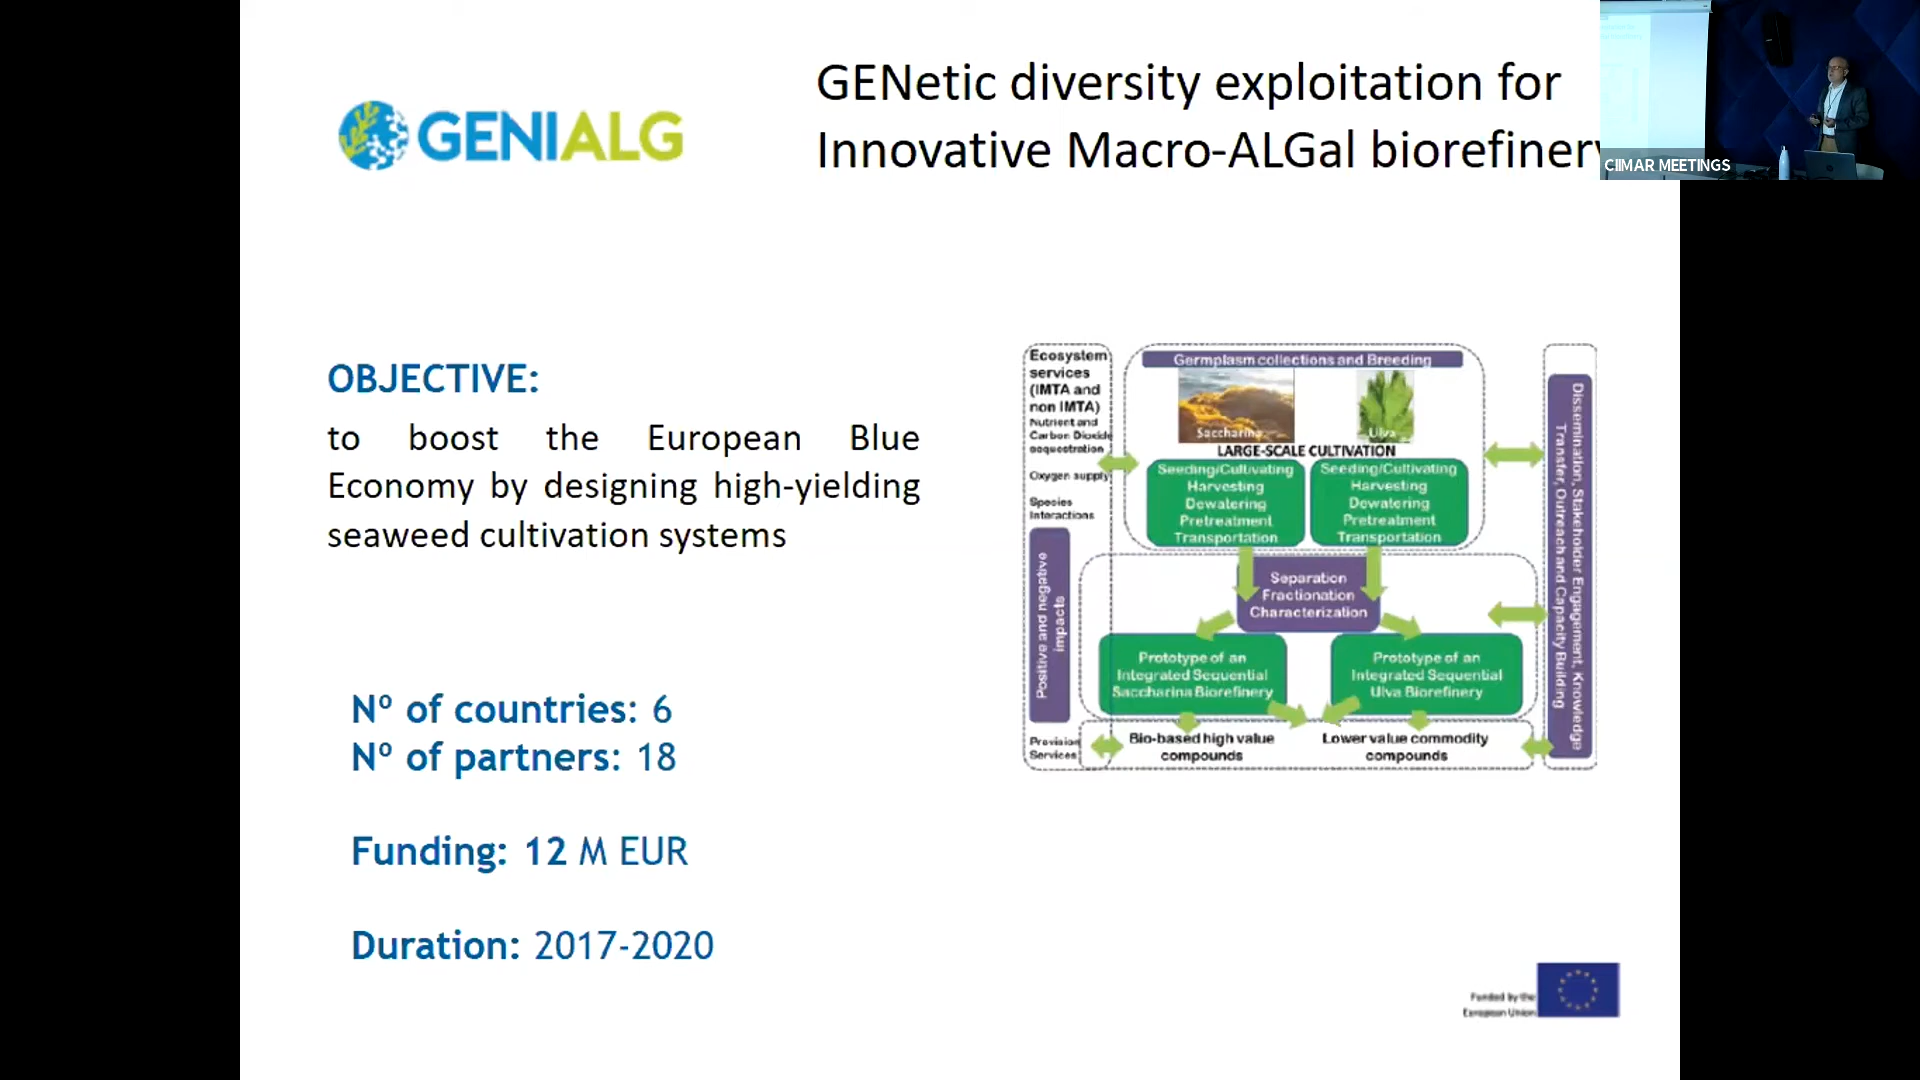 GENIALG
GENetic diversity exploitation for
Innovative Macro-ALGal biorefinery
CIIMAR MEETINGS
OBJECTIVE:
to boost the European Blue
Economy by designing high-yielding
seaweed cultivation systems
Nº of countries: 6
Nº of partners: 18
Funding: 12 M EUR
Duration: 2017-2020
Ecosystem
services
(IMTA and
non IMTA)
Nutrient and
Carbon Dioxide
sequestration
Oxygen supply
Species
Interactions
Positive and negative
impacts
Provision
Services
Germplasm collections and Breeding
Saccharina
Ulva
LARGE-SCALE CULTIVATION
Seeding/Cultivating
Harvesting
Dewatering
Pretreatment
Transportation
Seeding/Cultivating
Harvesting
Dewatering
Pretreatment
Transportation
Separation
Fractionation
Characterization
Prototype of an
Integrated Sequential
Saccharina Biorefinery
Prototype of an
Integrated Sequential
Ulva Biorefinery
Bio-based high value
compounds
Lower value commodity
compounds
Dissemination, Stakeholder Engagement, Knowledge
Transfer, Outreach and Capacity Building
Funded by the
European Union